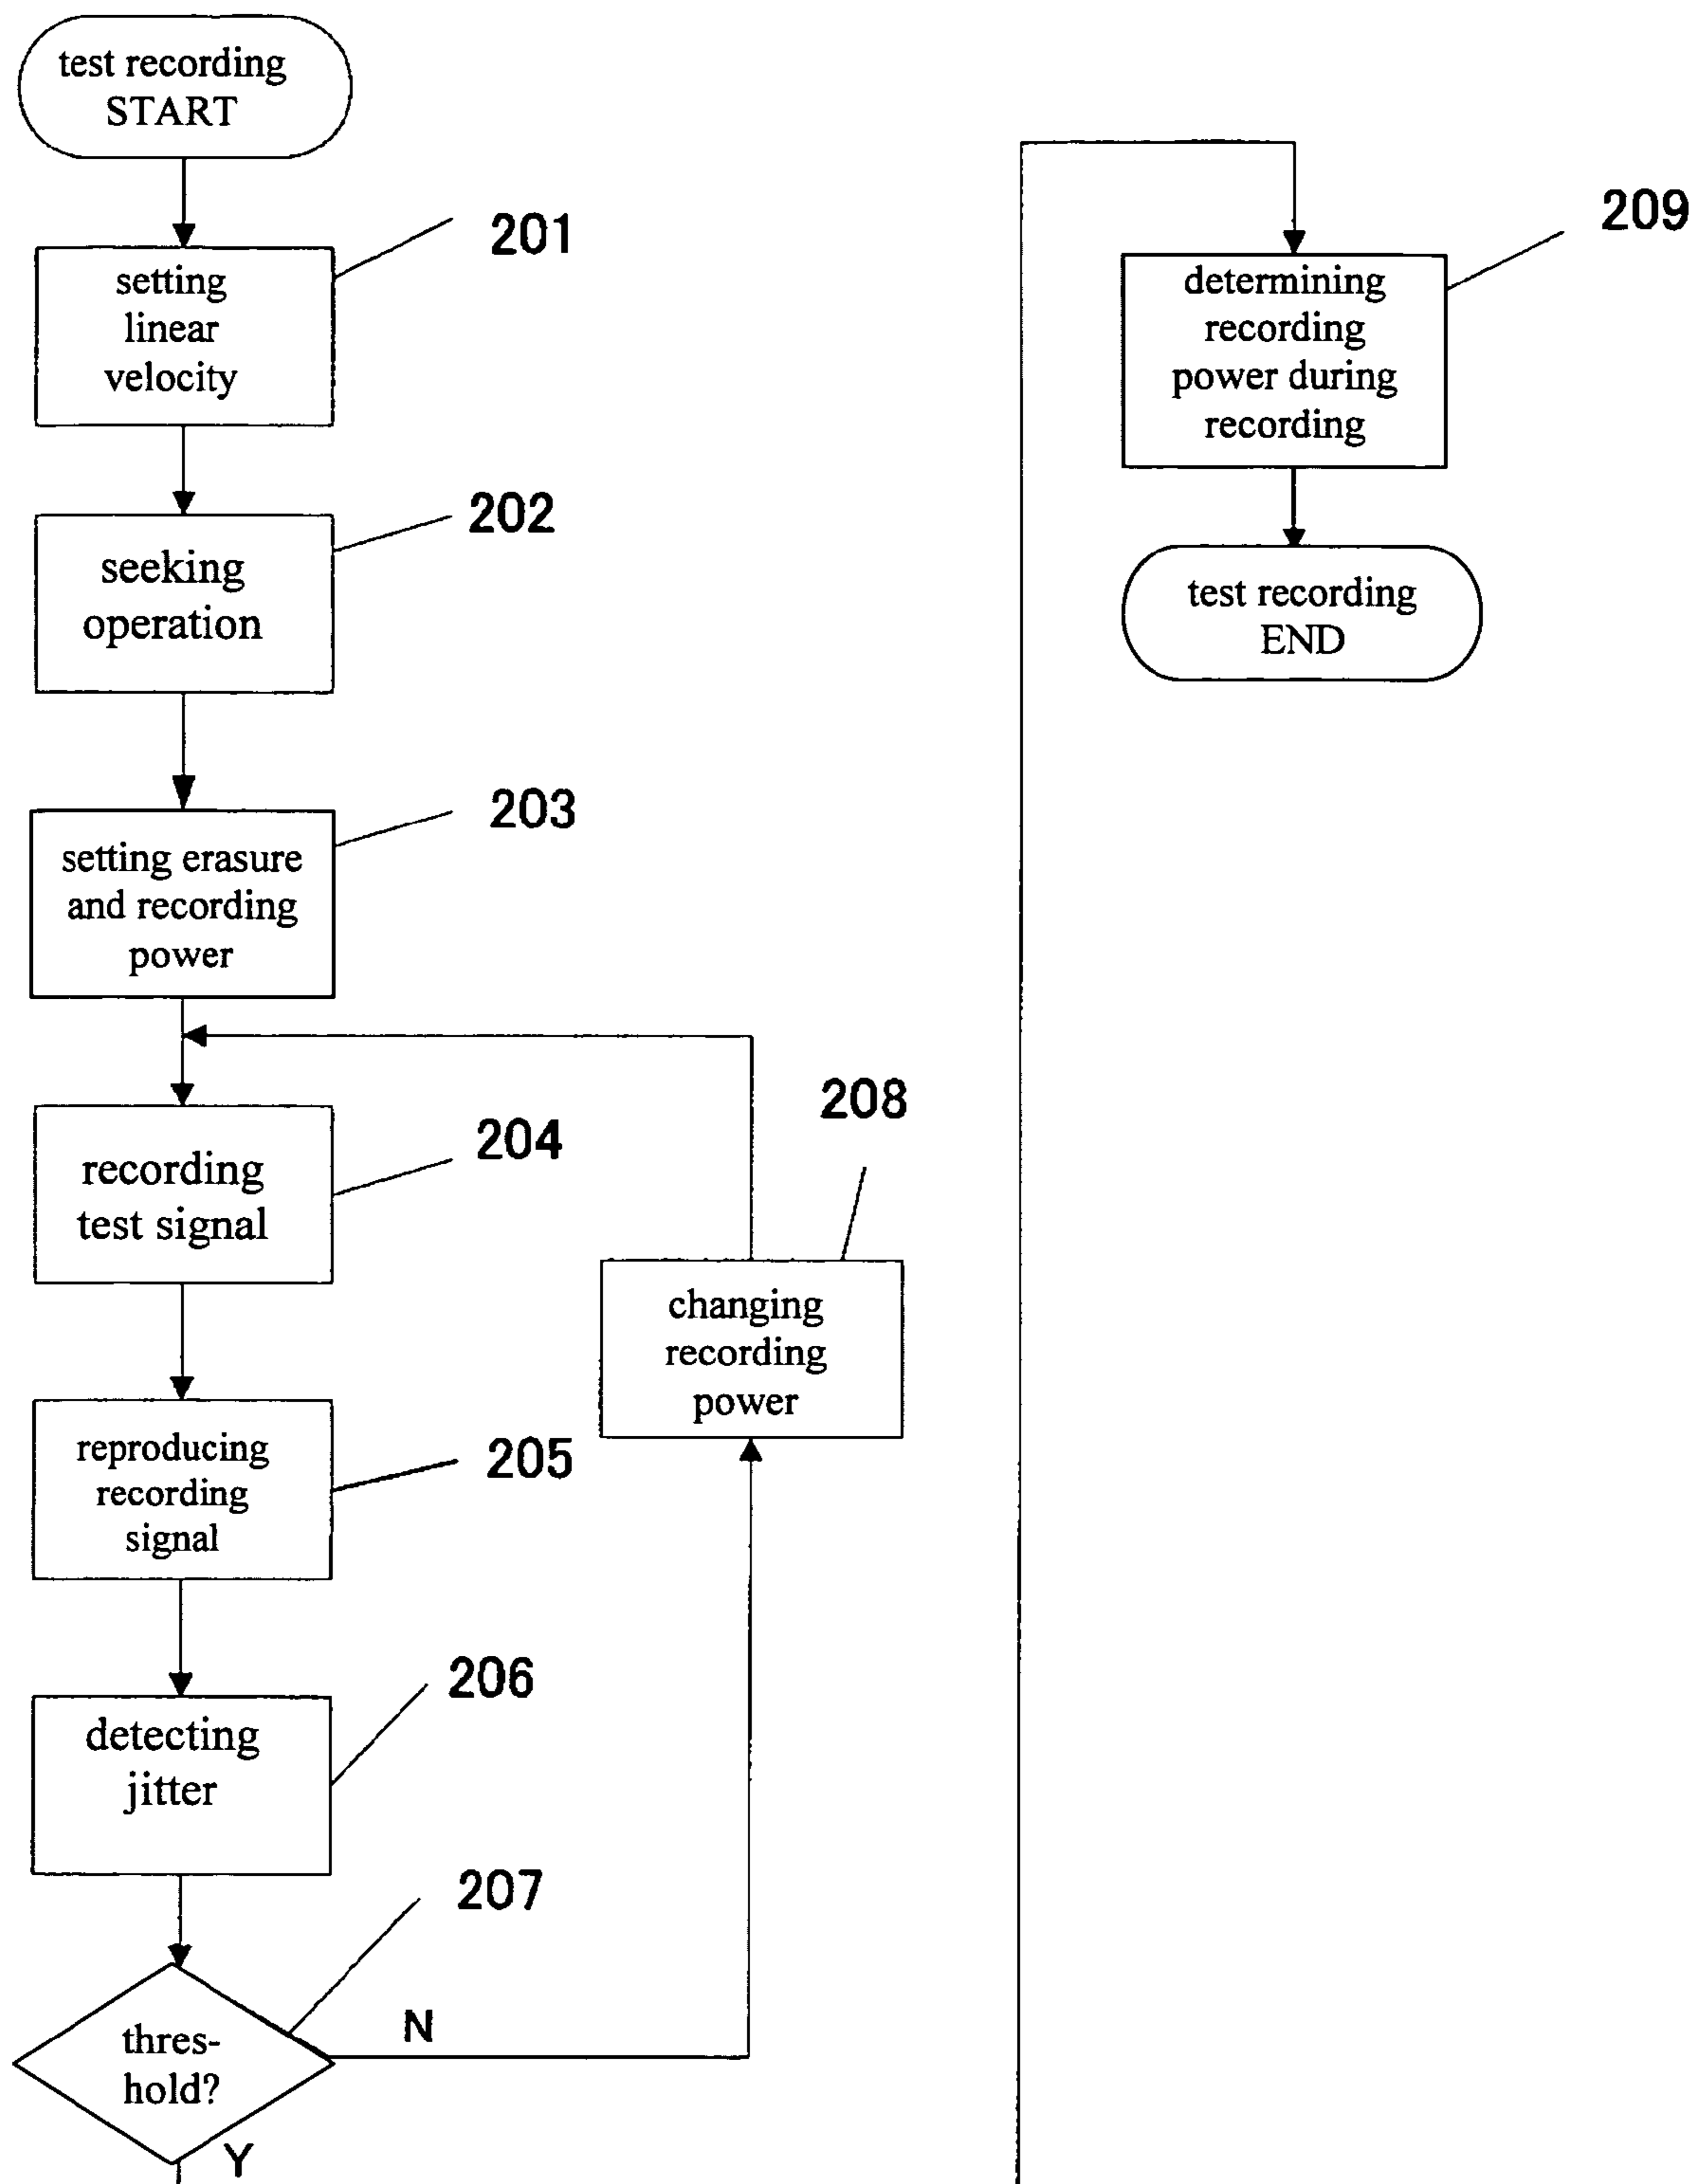 test recording
START
201
setting
linear
velocity
202
seeking
operation
203
setting erasure
and recording
power
204
recording
test signal
205
reproducing
recording
signal
206
detecting
jitter
207
thres-
hold?
N
Y
208
changing
recording
power
209
determining
recording
power during
recording
test recording
END